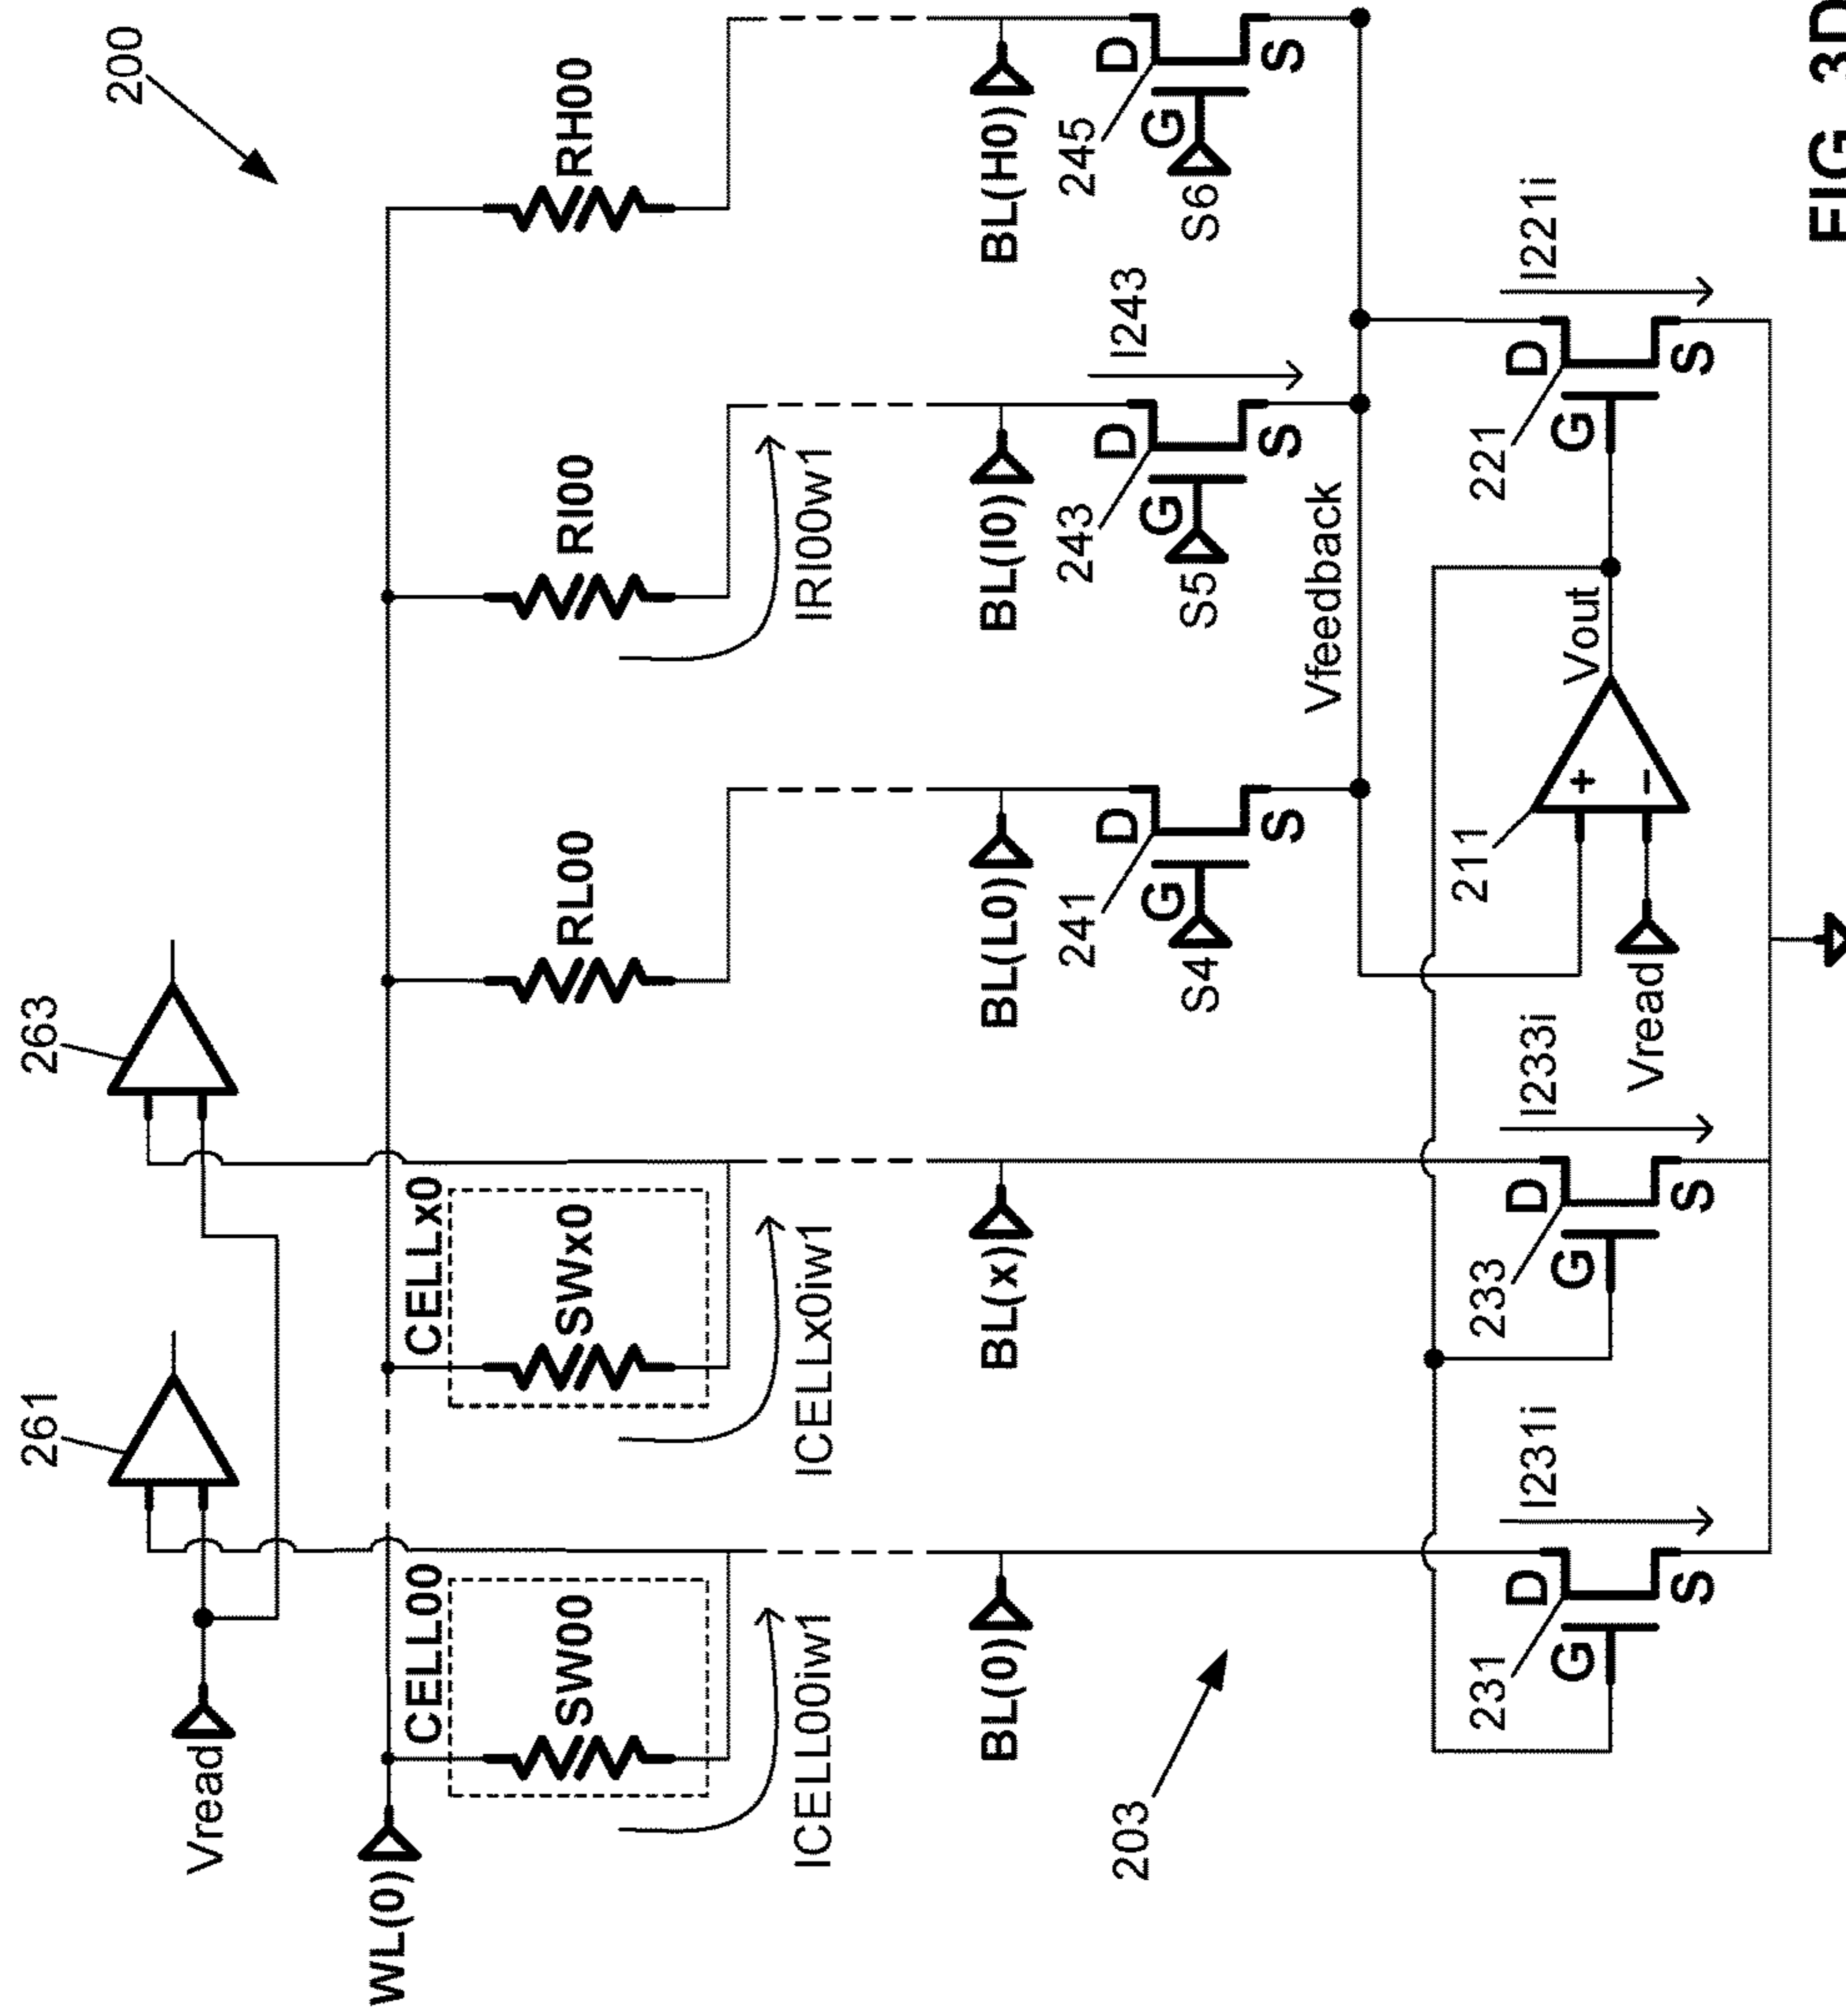 200
263
261
Vread
WL(0)
CELL00
SW00
CELLx0
SWx0
RL00
RI00
RH00
ICELL00iw1
ICELLx0iw1
IRI00w1
BL(0)
BL(x)
BL(L0)
BL(I0)
BL(H0)
203
241
D
G
S
S4
243
D
G
S
S5
I243
245
D
G
S
S6
Vfeedback
231
D
G
S
I231i
233
D
G
S
I233i
211
+
−
Vread
Vout
221
D
G
S
I221i
FIG 3D